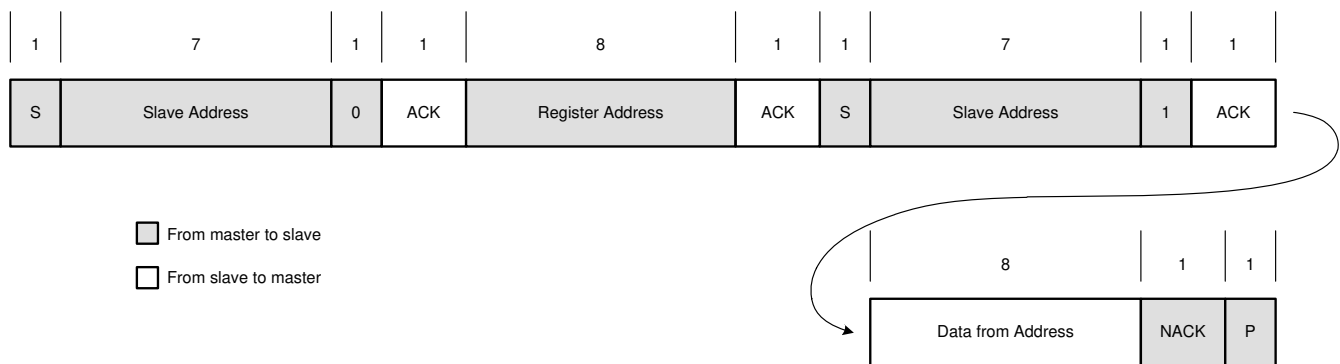 1 7 1 1 8 1 1 7 1 1
S Slave Address 0 ACK Register Address ACK S Slave Address 1 ACK
From master to slave
From slave to master
8 1 1
Data from Address NACK P